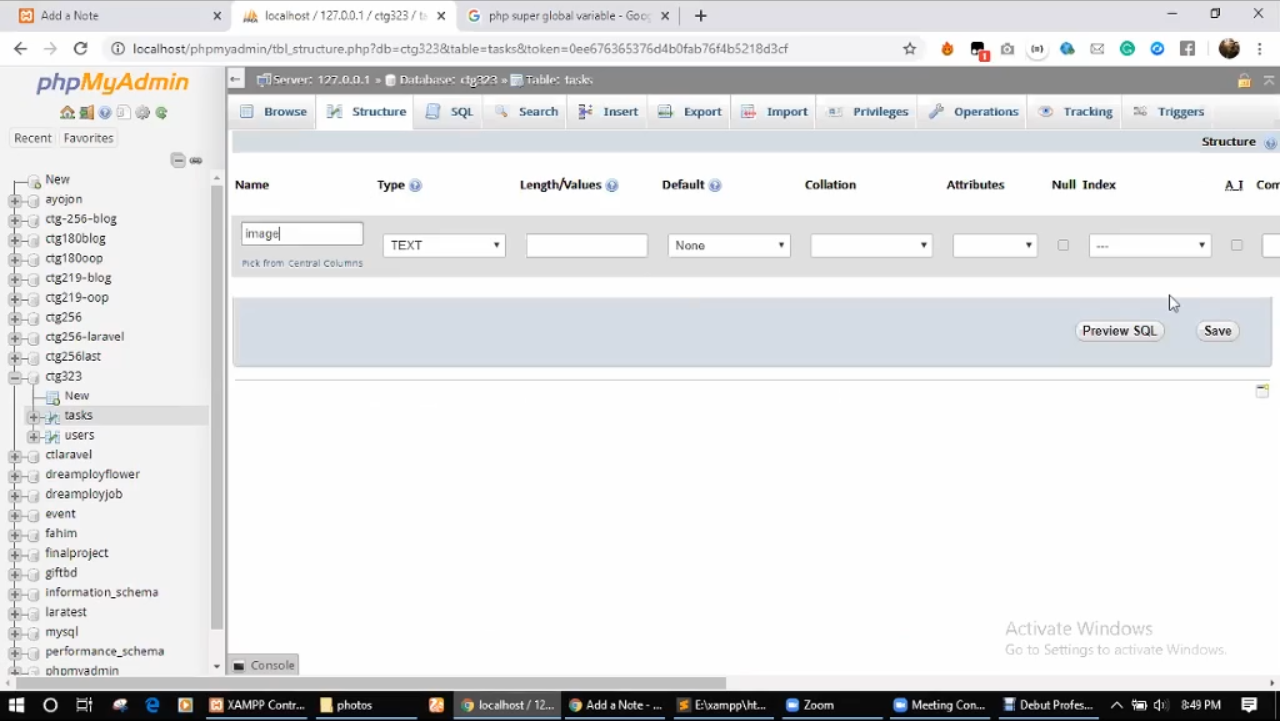 Add a Note
localhost / 127.0.0.1 / ctg323 / ta
php super global variable - Goog
localhost/phpmyadmin/tbl_structure.php?db=ctg323&table=tasks&token=0ee676365376d4b0fab76f4b5218d3cf
1
phpMyAdmin
Server: 127.0.0.1 » Database: ctg323 » Table: tasks
Browse Structure SQL Search Insert Export Import Privileges Operations Tracking Triggers
Recent Favorites
Structure
Name Type Length/Values Default Collation Attributes Null Index A_I Com
image
TEXT None ---
Pick from Central Columns
Preview SQL Save
New
ayojon
ctg-256-blog
ctg180blog
ctg180oop
ctg219-blog
ctg219-oop
ctg256
ctg256-laravel
ctg256last
ctg323
New
tasks
users
ctlaravel
dreamployflower
dreamployjob
event
fahim
finalproject
giftbd
information_schema
laratest
mysql
performance_schema
phpmyadmin
Console
Activate Windows
Go to Settings to activate Windows.
XAMPP Contr...
photos
localhost / 12...
Add a Note - ...
E:\xampp\ht...
Zoom
Meeting Con...
Debut Profes...
8:49 PM